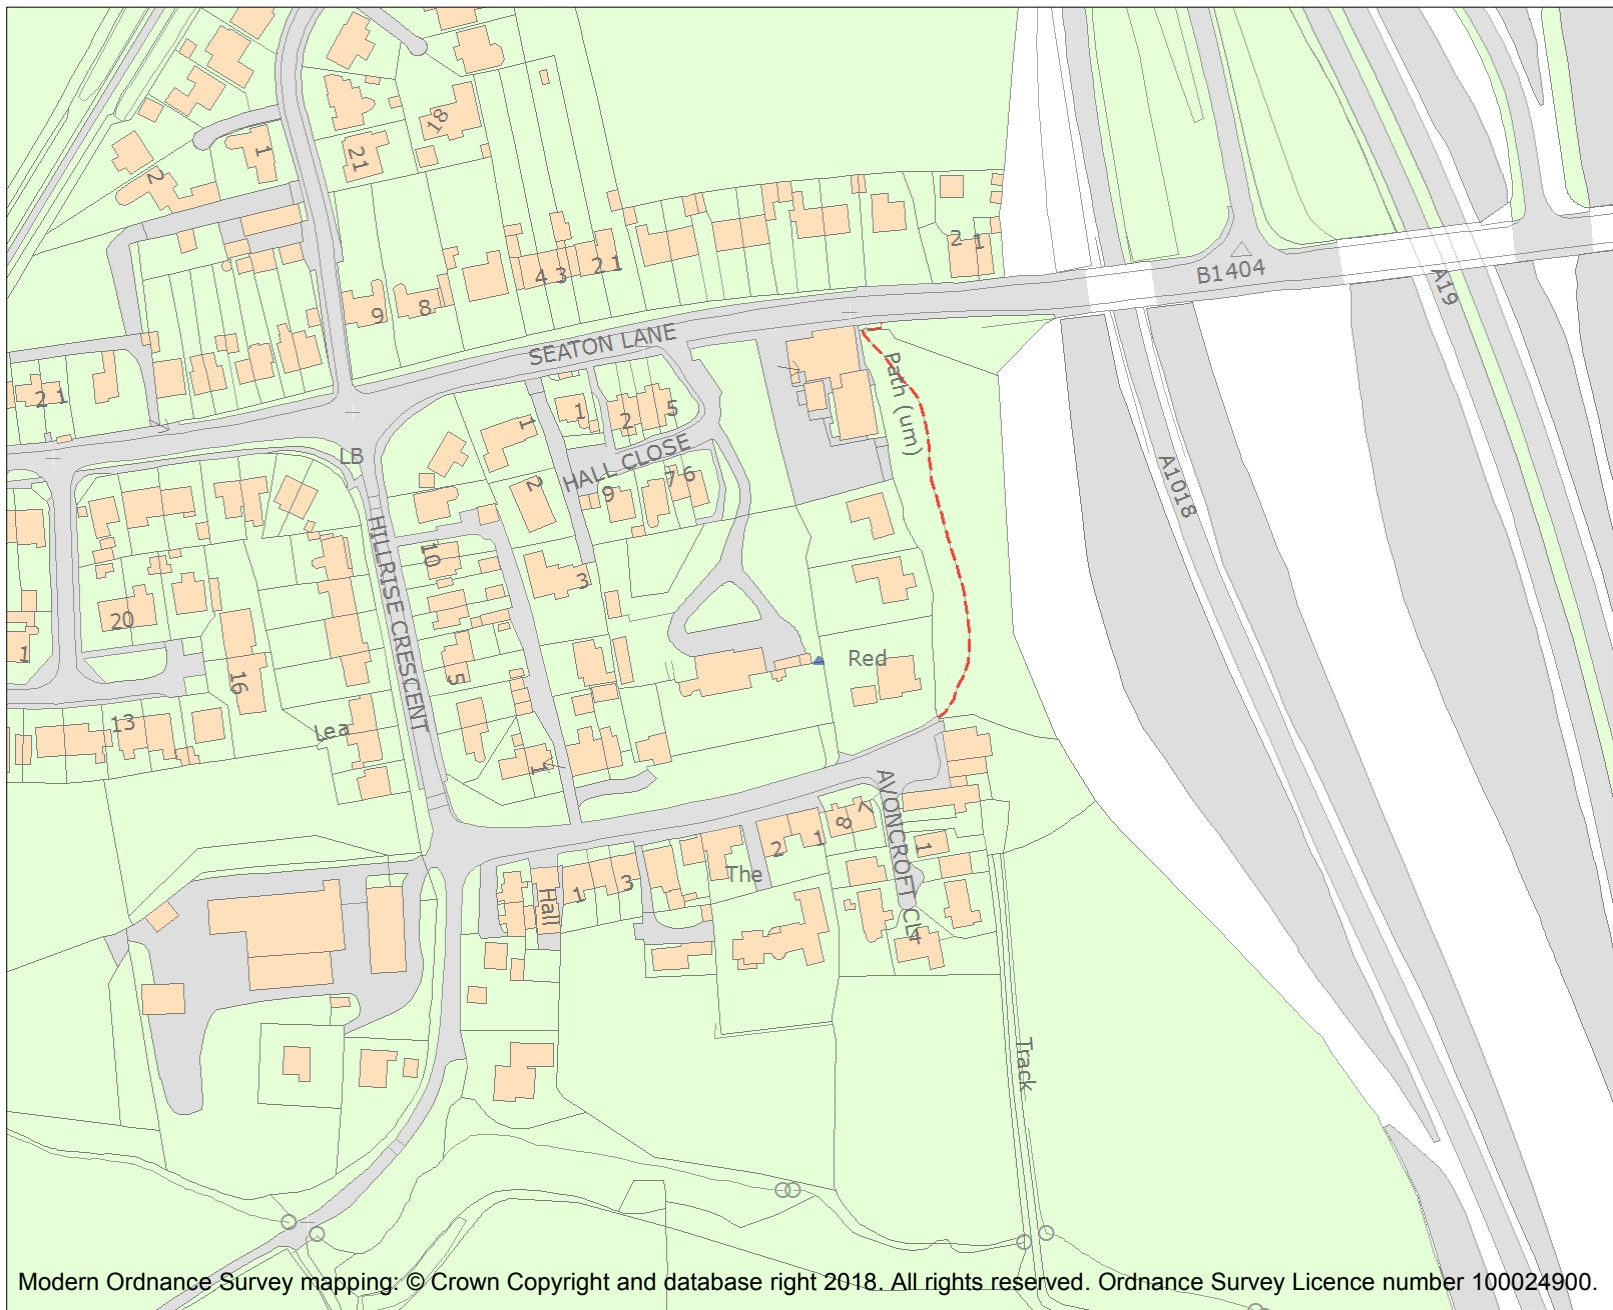 18
21
1
2
2 1
B1404
A19
4 3
2 1
9
8
SEATON LANE
Path (um)
2 1
1
2
5
1
LB
HALL CLOSE
A1018
2
7 6
9
HILLRISE CRESCENT
10
3
20
1
16
5
Red
13
Lea
1
AVONCROFT CL
7
8
2
1
1
The
3
1
Hall
4
Track
Modern Ordnance Survey mapping: © Crown Copyright and database right 2018. All rights reserved. Ordnance Survey Licence number 100024900.